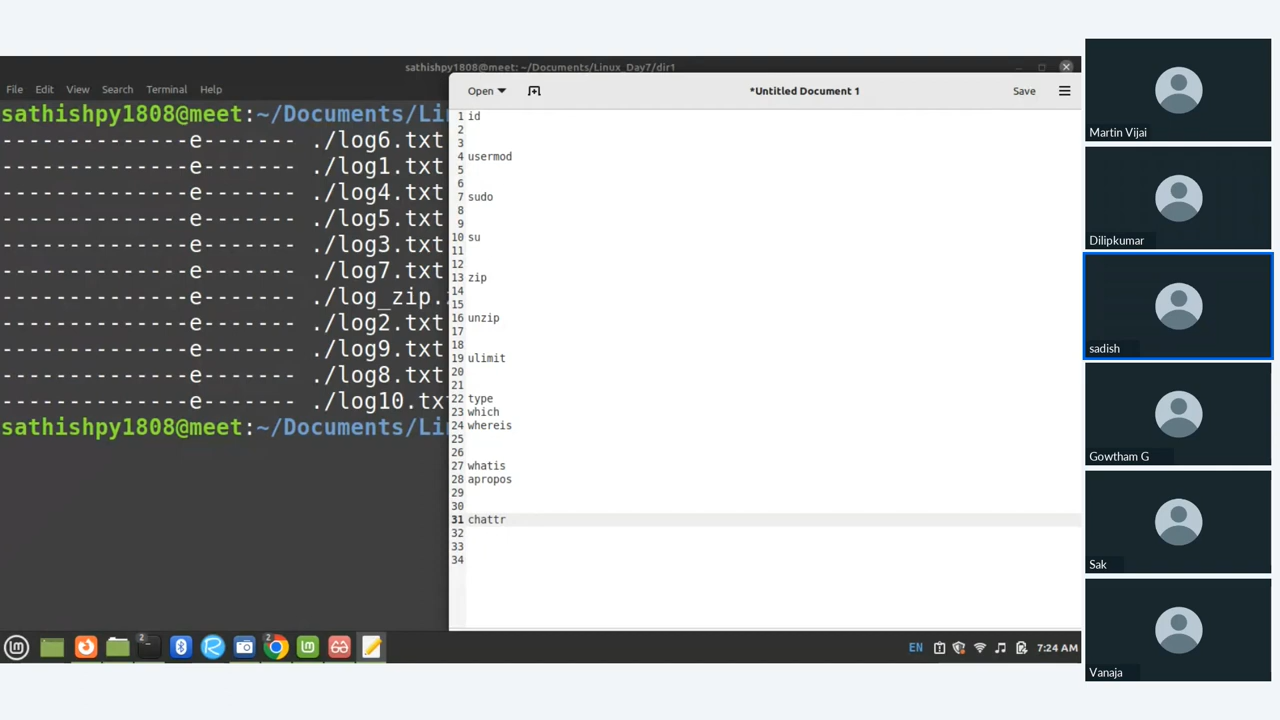 sathishpy1808@meet: ~/Documents/Linux_Day7/dir1
File Edit View Search Terminal Help
sathishpy1808@meet:~/Documents/Li
--------------e------- ./log6.txt
--------------e------- ./log1.txt
--------------e------- ./log4.txt
--------------e------- ./log5.txt
--------------e------- ./log3.txt
--------------e------- ./log7.txt
--------------e------- ./log_zip.
--------------e------- ./log2.txt
--------------e------- ./log9.txt
--------------e------- ./log8.txt
--------------e------- ./log10.tx
sathishpy1808@meet:~/Documents/Li
Open *Untitled Document 1 Save
1 id
2
3
4 usermod
5
6
7 sudo
8
9
10 su
11
12
13 zip
14
15
16 unzip
17
18
19 ulimit
20
21
22 type
23 which
24 whereis
25
26
27 whatis
28 apropos
29
30
31 chattr
32
33
34
2
2
EN 7:24 AM
Martin Vijai
Dilipkumar
sadish
Gowtham G
Sak
Vanaja